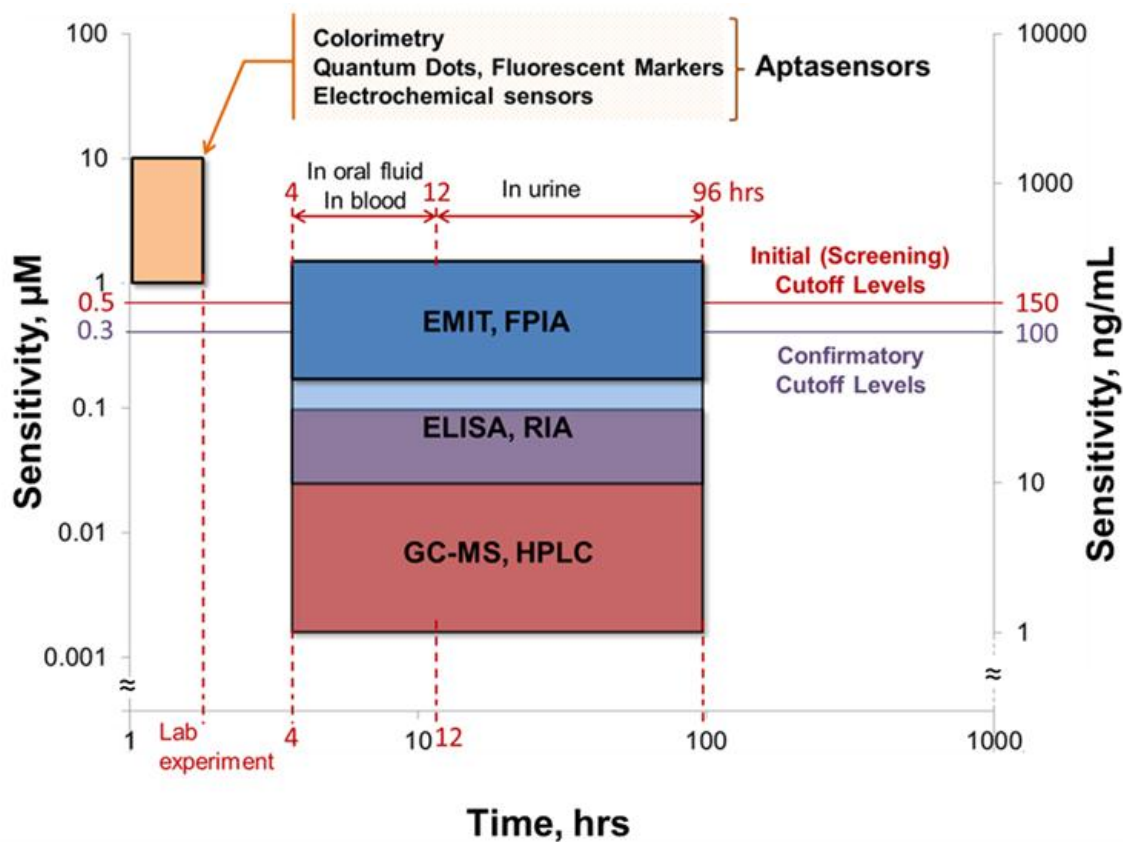 Colorimetry
Quantum Dots, Fluorescent Markers
Electrochemical sensors
Aptasensors
100
10
1
0.5
0.3
0.1
0.01
0.001
≈
Sensitivity, µM
10000
1000
150
100
10
1
≈
Sensitivity, ng/mL
In oral fluid
In blood
In urine
4
12
96 hrs
Initial (Screening)
Cutoff Levels
EMIT, FPIA
Confirmatory
Cutoff Levels
ELISA, RIA
GC-MS, HPLC
1
Lab
experiment
4
10
12
100
1000
Time, hrs